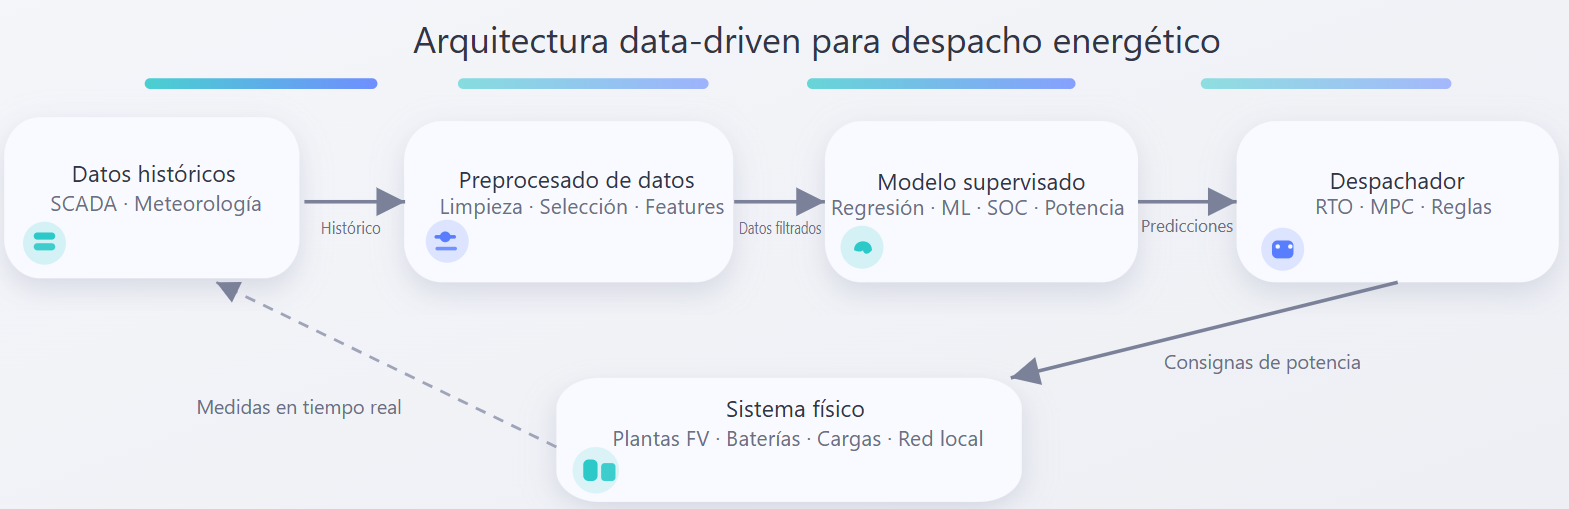 Arquitectura data-driven para despacho energético
Datos históricos
SCADA · Meteorología
Histórico
Preprocesado de datos
Limpieza · Selección · Features
Datos filtrados
Modelo supervisado
Regresión · ML · SOC · Potencia
Predicciones
Despachador
RTO · MPC · Reglas
Consignas de potencia
Sistema físico
Plantas FV · Baterías · Cargas · Red local
Medidas en tiempo real